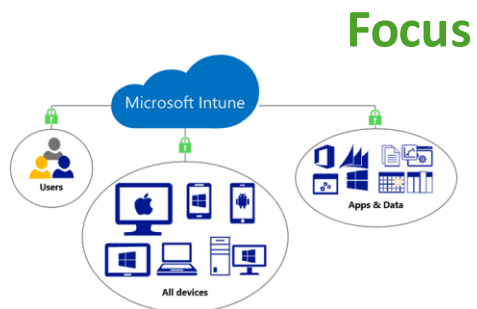 Focus
Microsoft Intune
Users
Apps & Data
All devices